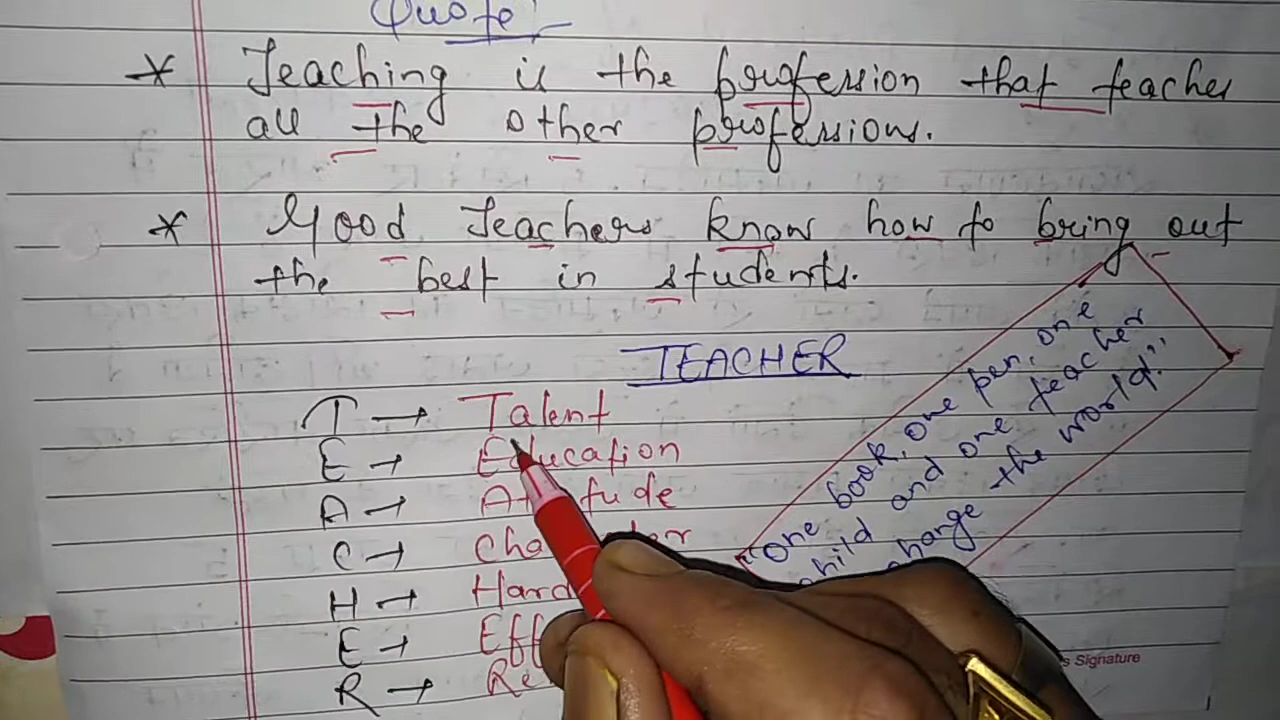 Quote
* Teaching is the profession that teaches
all the other professions.
* Good Teachers know how to bring out
the best in students.
TEACHER
T → Talent
E → Education
A → Attitude
C → Character
H → Hard
E → Eff
R → Re
"One book, one pen, one
child and one teacher
change the world."
s Signature